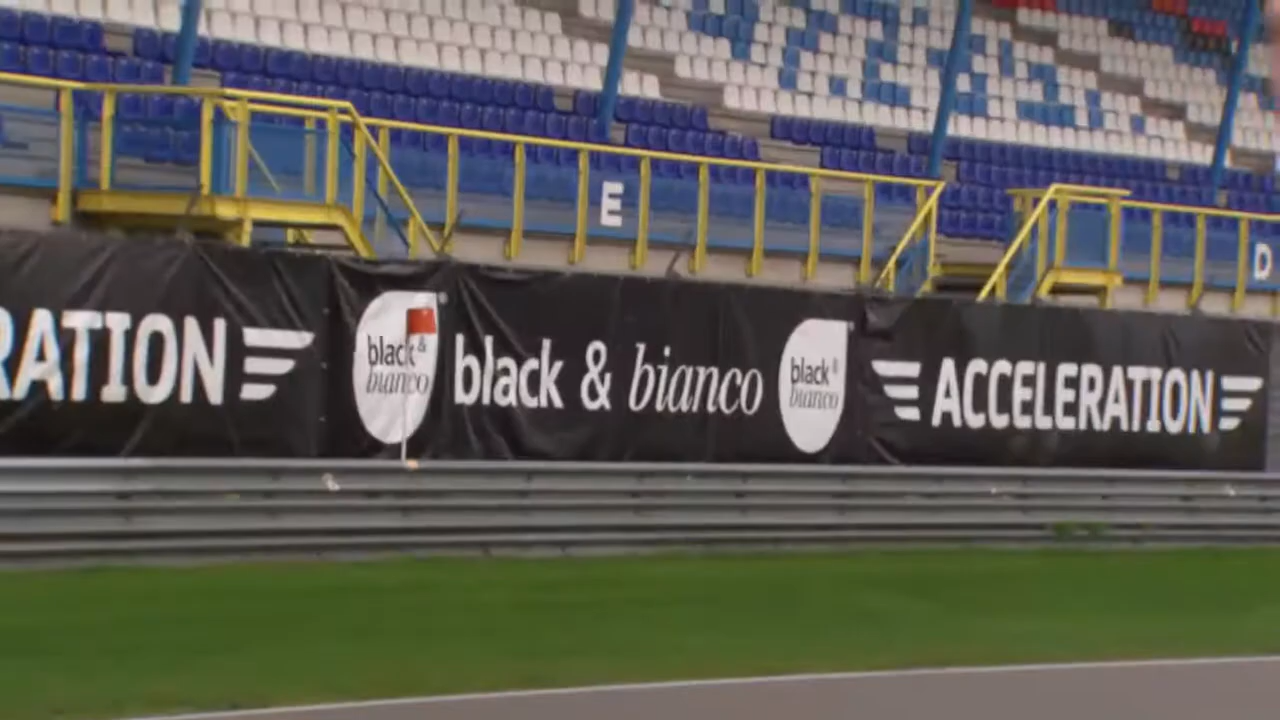 E
D
RATION
black &
bianco
®
black & bianco
black®
bianco
ACCELERATION